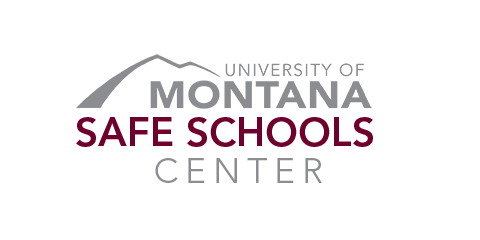 UNIVERSITY OF
MONTANA
SAFE SCHOOLS
CENTER